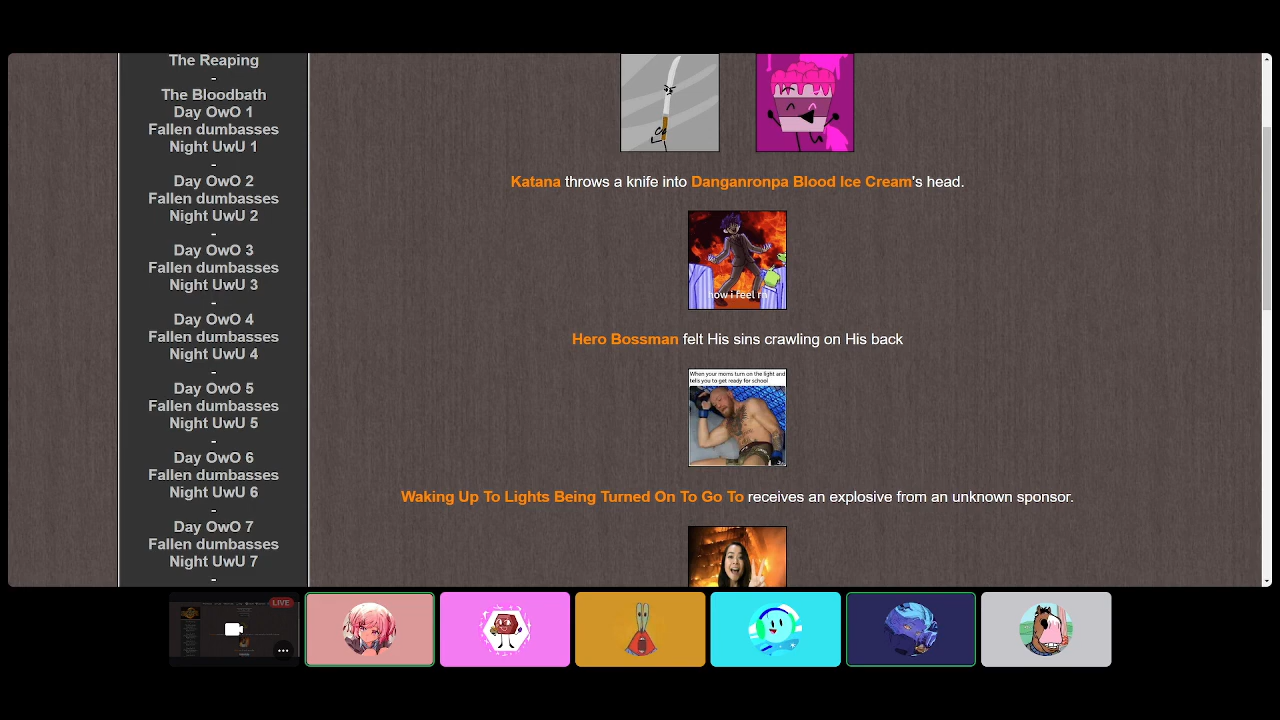 The Reaping
-
The Bloodbath
Day OwO 1
Fallen dumbasses
Night UwU 1
-
Day OwO 2
Fallen dumbasses
Night UwU 2
-
Day OwO 3
Fallen dumbasses
Night UwU 3
-
Day OwO 4
Fallen dumbasses
Night UwU 4
-
Day OwO 5
Fallen dumbasses
Night UwU 5
-
Day OwO 6
Fallen dumbasses
Night UwU 6
-
Day OwO 7
Fallen dumbasses
Night UwU 7
-
Katana throws a knife into Danganronpa Blood Ice Cream's head.
how i feel rn
Hero Bossman felt His sins crawling on His back
When your moms turn on the light and
tells you to get ready for school
Waking Up To Lights Being Turned On To Go To receives an explosive from an unknown sponsor.
LIVE